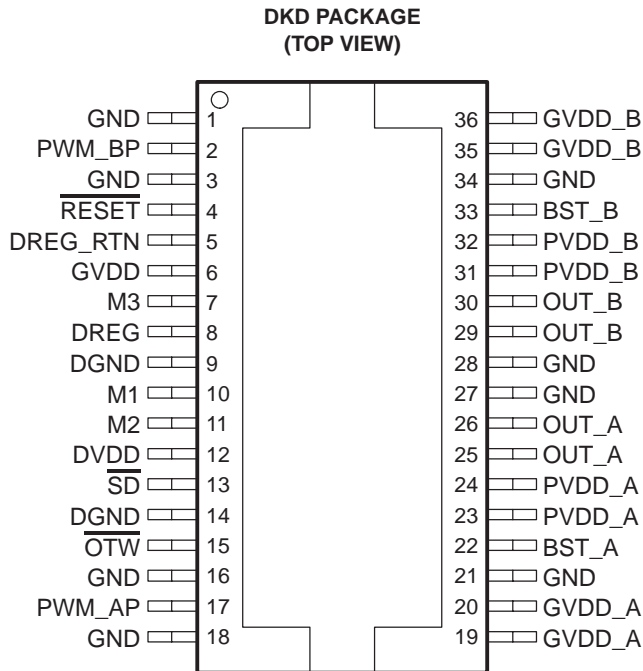 DKD PACKAGE
(TOP VIEW)
GND 1 36 GVDD_B
PWM_BP 2 35 GVDD_B
GND 3 34 GND
RESET 4 33 BST_B
DREG_RTN 5 32 PVDD_B
GVDD 6 31 PVDD_B
M3 7 30 OUT_B
DREG 8 29 OUT_B
DGND 9 28 GND
M1 10 27 GND
M2 11 26 OUT_A
DVDD 12 25 OUT_A
SD 13 24 PVDD_A
DGND 14 23 PVDD_A
OTW 15 22 BST_A
GND 16 21 GND
PWM_AP 17 20 GVDD_A
GND 18 19 GVDD_A